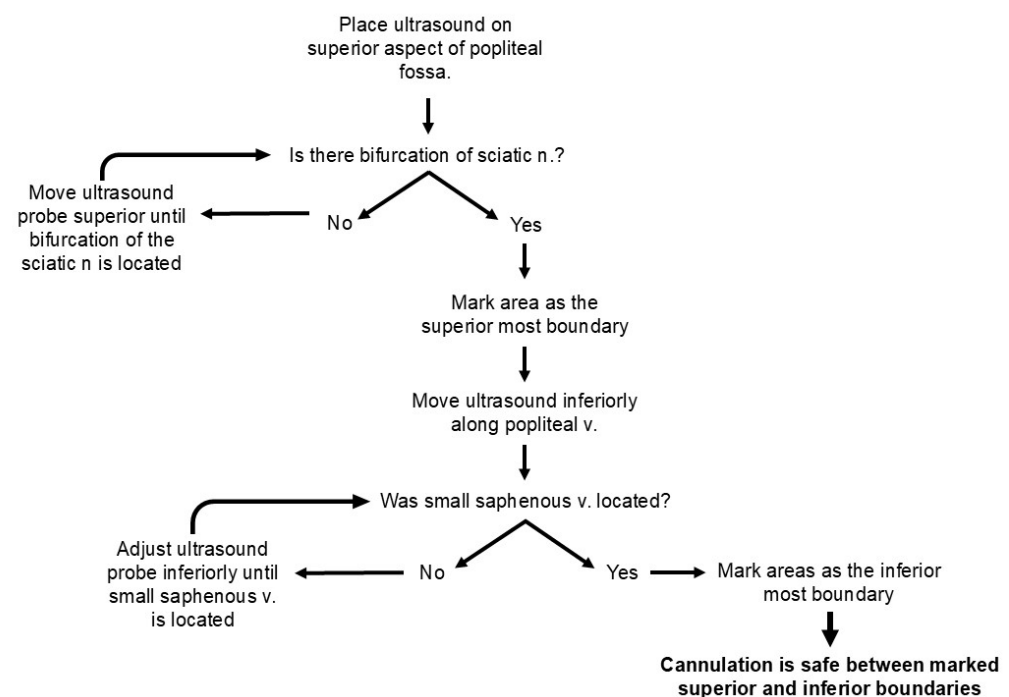 Place ultrasound on
superior aspect of popliteal
fossa.
Is there bifurcation of sciatic n.?
Move ultrasound
probe superior until
bifurcation of the
sciatic n is located
No
Yes
Mark area as the
superior most boundary
Move ultrasound inferiorly
along popliteal v.
Was small saphenous v. located?
Adjust ultrasound
probe inferiorly until
small saphenous v.
is located
No
Yes
Mark areas as the inferior
most boundary
Cannulation is safe between marked
superior and inferior boundaries